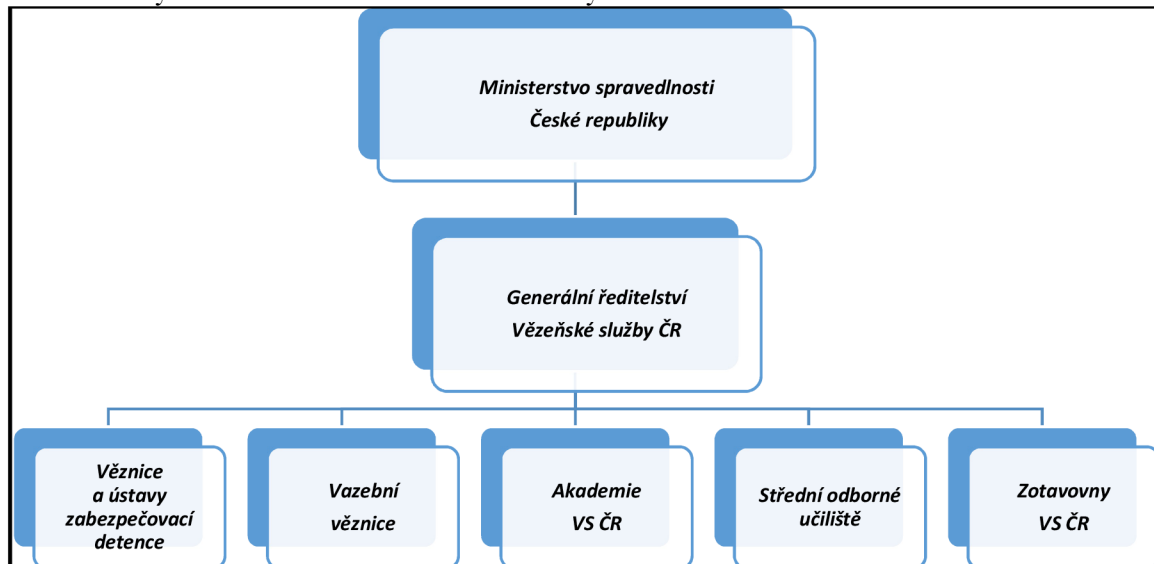 Ministerstvo spravedlnosti
České republiky
Generální ředitelství
Vězeňské služby ČR
Věznice
a ústavy
zabezpečovací
detence
Vazební
věznice
Akademie
VS ČR
Střední odborné
učiliště
Zotavovny
VS ČR